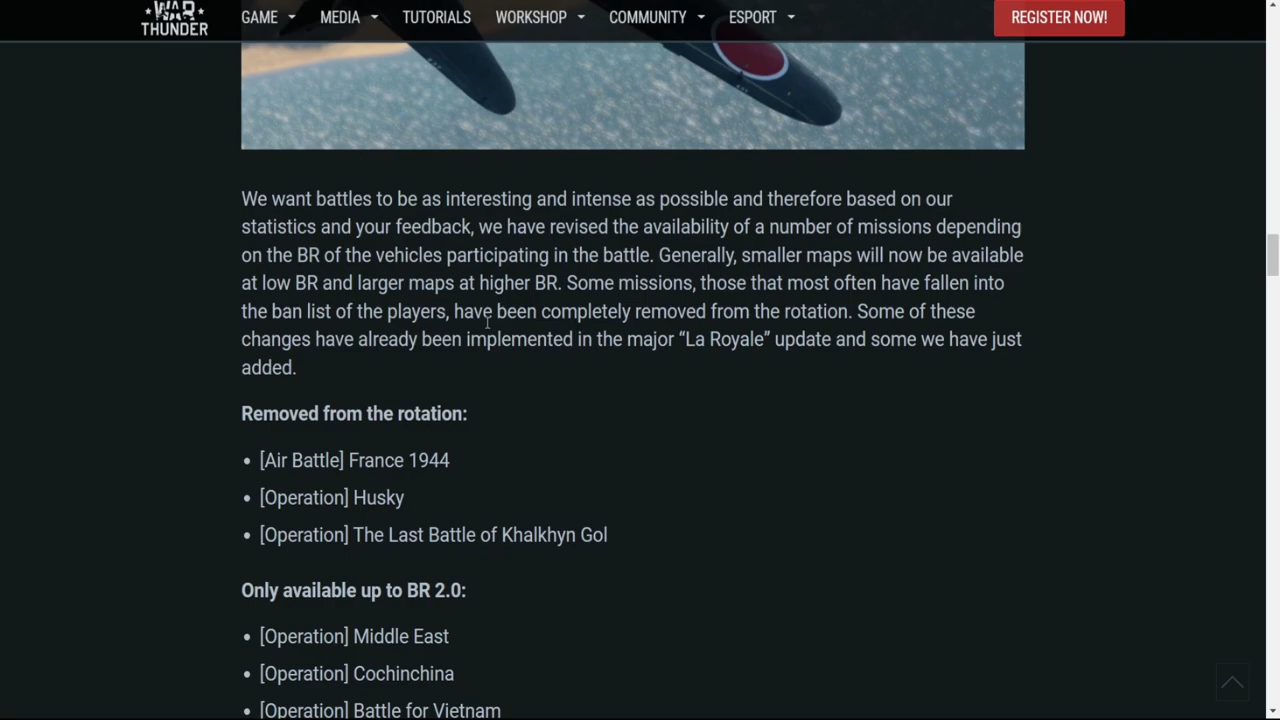 WAR
THUNDER
GAME
MEDIA
TUTORIALS
WORKSHOP
COMMUNITY
ESPORT
REGISTER NOW!
We want battles to be as interesting and intense as possible and therefore based on our
statistics and your feedback, we have revised the availability of a number of missions depending
on the BR of the vehicles participating in the battle. Generally, smaller maps will now be available
at low BR and larger maps at higher BR. Some missions, those that most often have fallen into
the ban list of the players, have been completely removed from the rotation. Some of these
changes have already been implemented in the major “La Royale” update and some we have just
added.
Removed from the rotation:
• [Air Battle] France 1944
• [Operation] Husky
• [Operation] The Last Battle of Khalkhyn Gol
Only available up to BR 2.0:
• [Operation] Middle East
• [Operation] Cochinchina
• [Operation] Battle for Vietnam